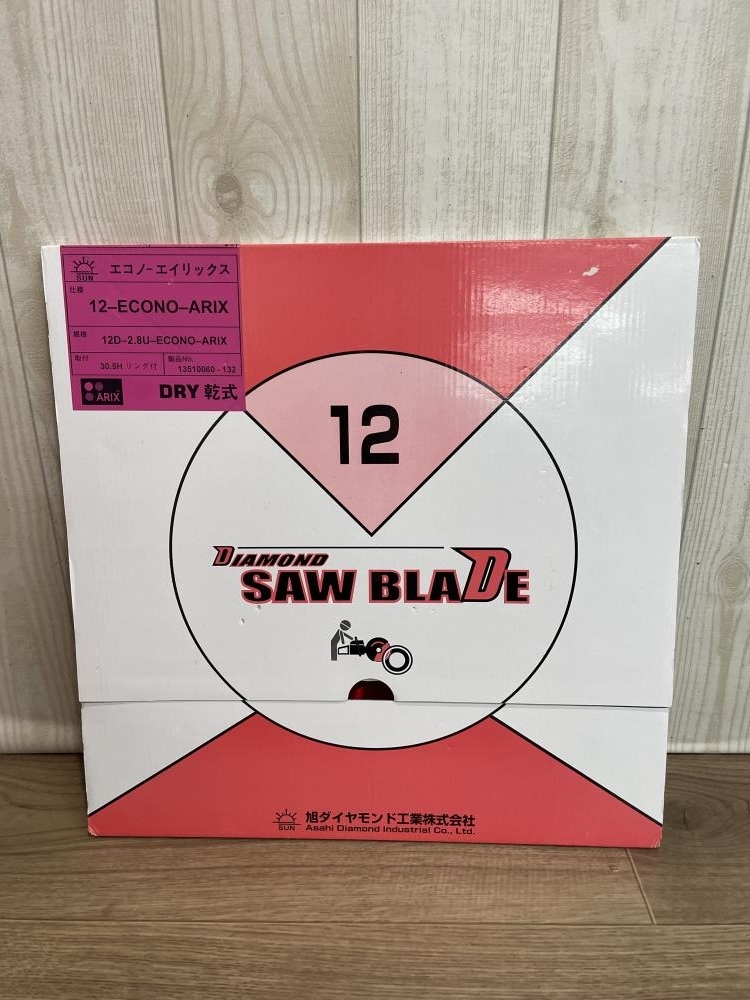 SUN
エコノーエイリックス
仕様
12–ECONO–ARIX
規格
12D–2.8U–ECONO–ARIX
取付
30.5H リング付
製品No.
13510060 - 132
ARIX
DRY 乾式
12
DIAMOND
SAW BLADE
SUN
旭ダイヤモンド工業株式会社
Asahi Diamond Industrial Co., Ltd.